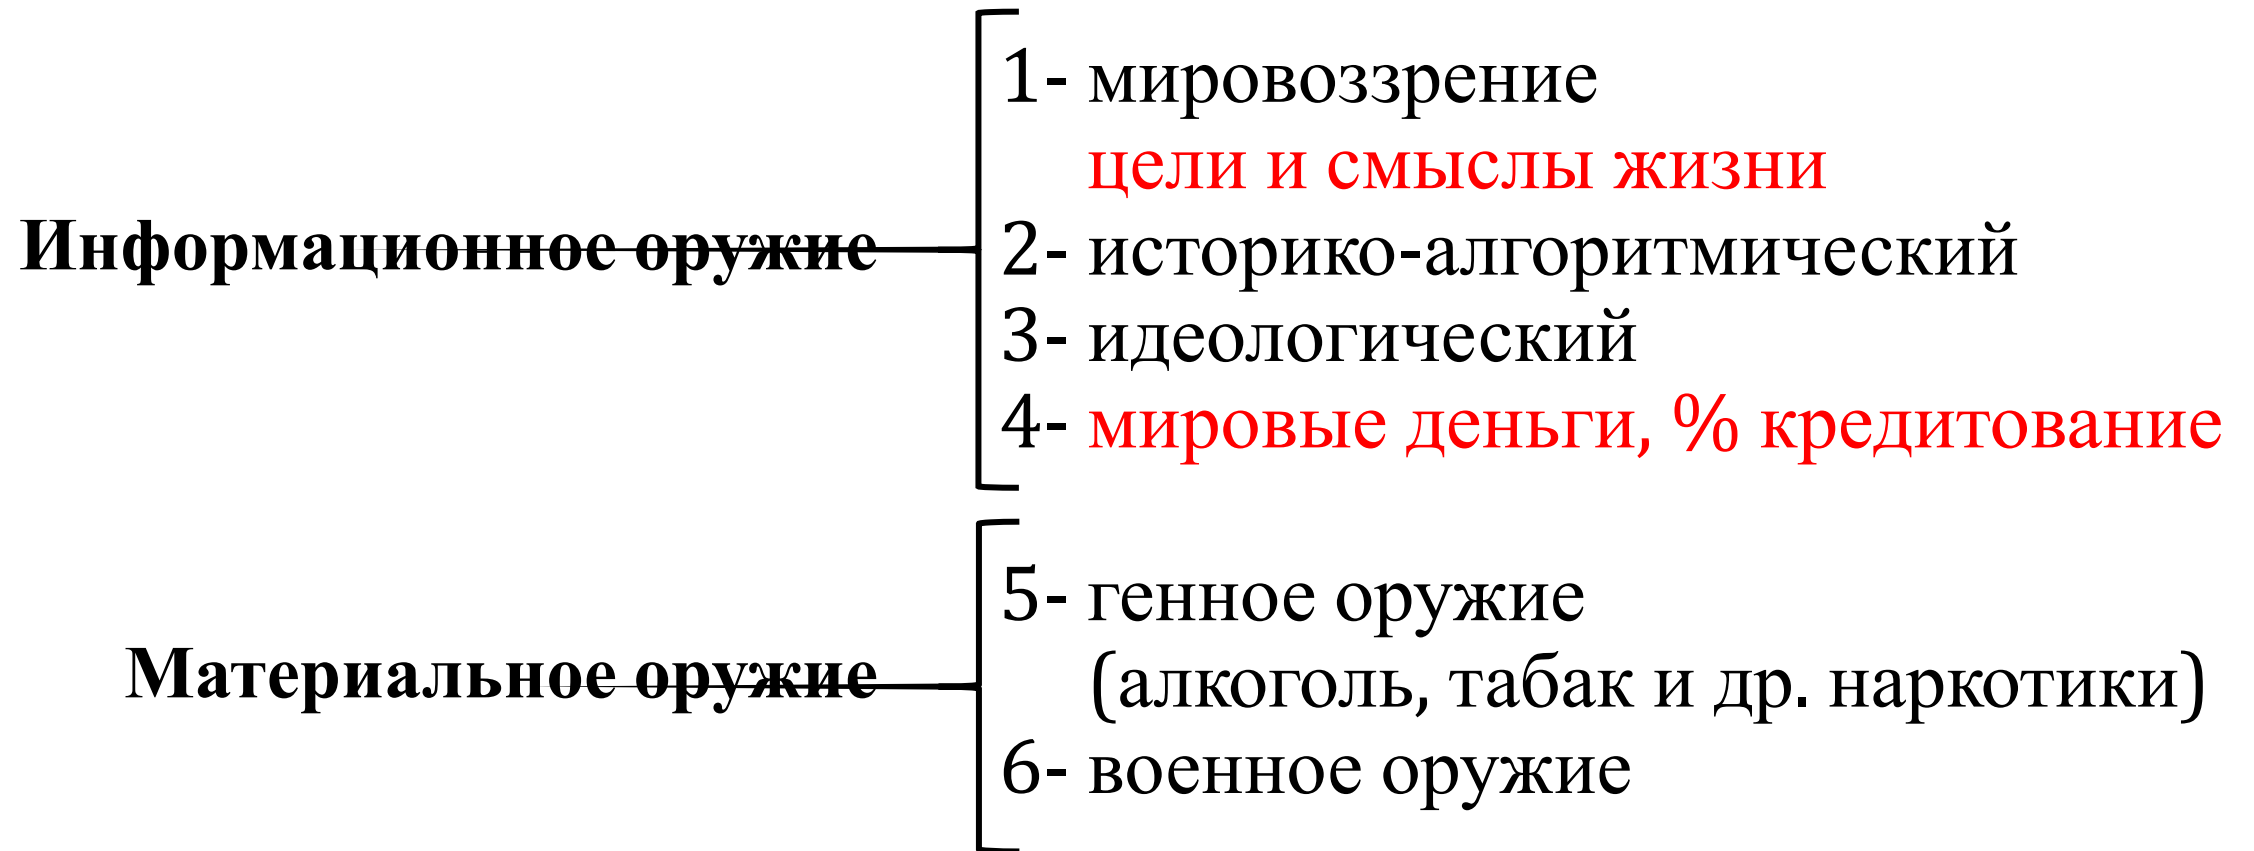 1- мировоззрение
цели и смыслы жизни
Информационное оружие
2- историко-алгоритмический
3- идеологический
4- мировые деньги, % кредитование
5- генное оружие
Материальное оружие
(алкоголь, табак и др. наркотики)
6- военное оружие